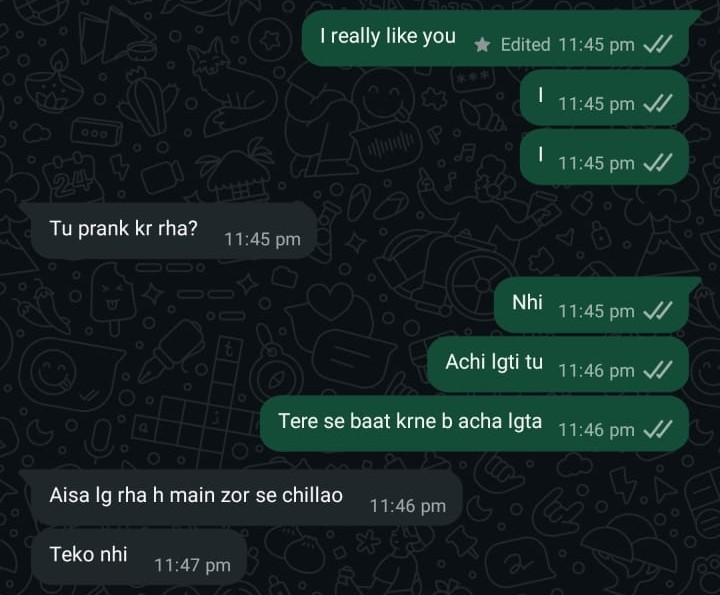 I really like you Edited 11:45 pm
I 11:45 pm
I 11:45 pm
Tu prank kr rha? 11:45 pm
Nhi 11:45 pm
Achi lgti tu 11:46 pm
Tere se baat krne b acha lgta 11:46 pm
Aisa lg rha h main zor se chillao 11:46 pm
Teko nhi 11:47 pm